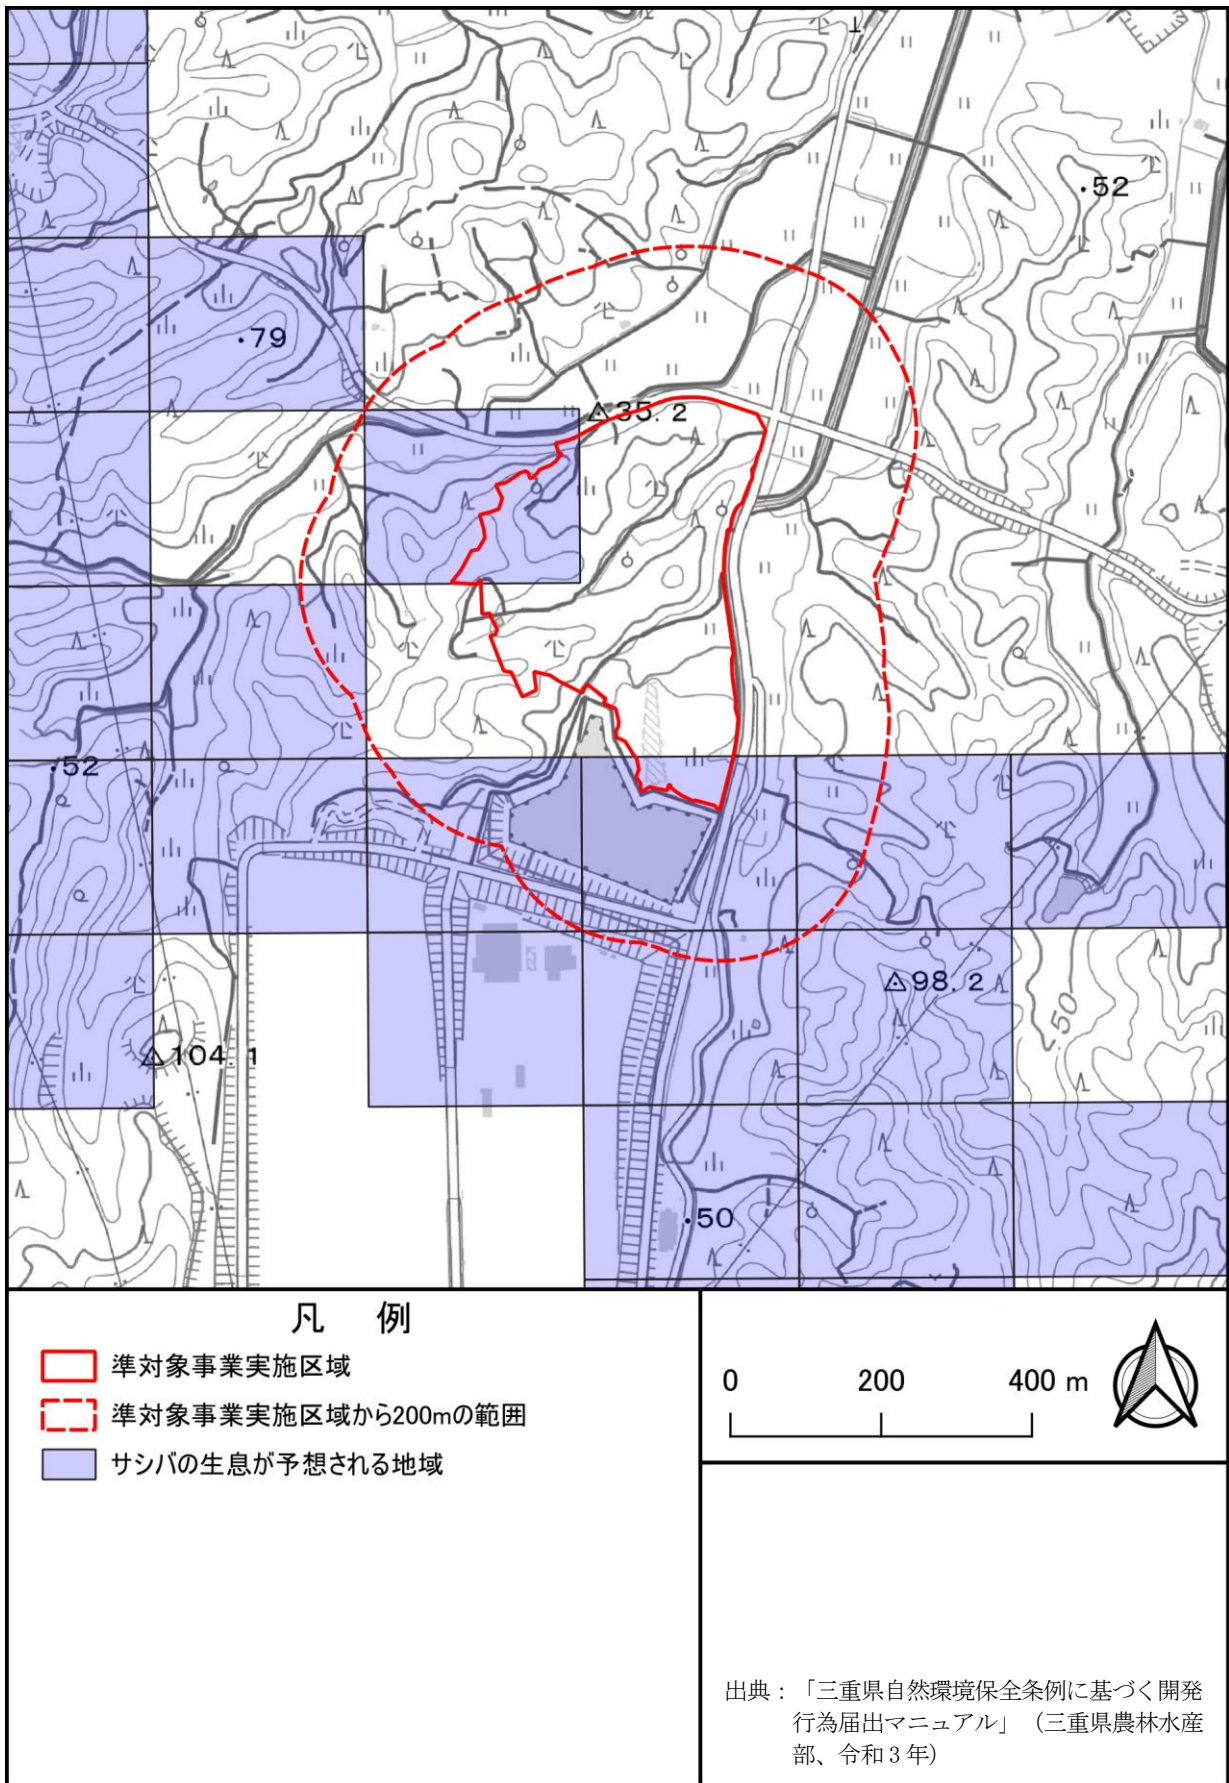 52
79
35.2
52
98.2
104.1
50
50
凡 例
準対象事業実施区域
準対象事業実施区域から200mの範囲
サシバの生息が予想される地域
0 200 400 m
出典：「三重県自然環境保全条例に基づく開発
行為届出マニュアル」（三重県農林水産
部、令和３年）